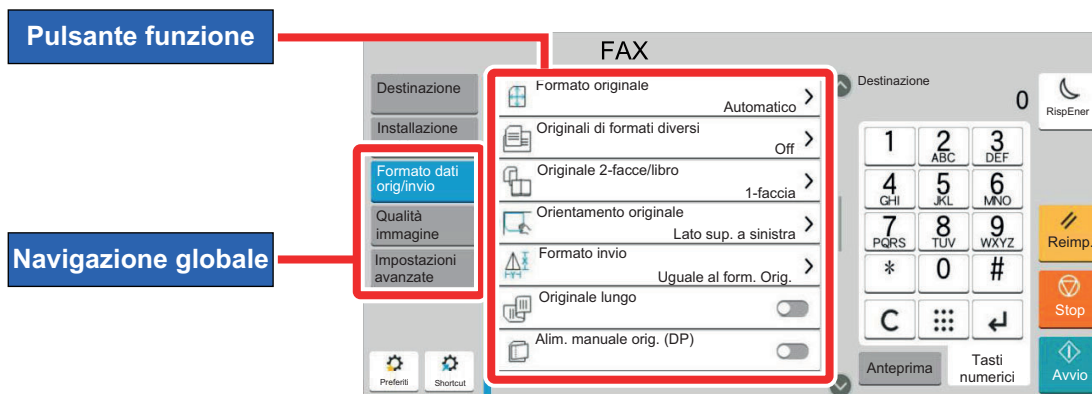 Pulsante funzione
Navigazione globale
FAX
Destinazione
Installazione
Formato dati
orig/invio
Qualità
immagine
Impostazioni
avanzate
Preferiti
Shortcut
Formato originale
Automatico
Originali di formati diversi
Off
Originale 2-facce/libro
1-faccia
Orientamento originale
Lato sup. a sinistra
Formato invio
Uguale al form. Orig.
Originale lungo
Alim. manuale orig. (DP)
Destinazione
0
1
2
ABC
3
DEF
4
GHI
5
JKL
6
MNO
7
PQRS
8
TUV
9
WXYZ
*
0
#
C
Anteprima
Tasti
numerici
RispEner
Reimp.
Stop
Avvio